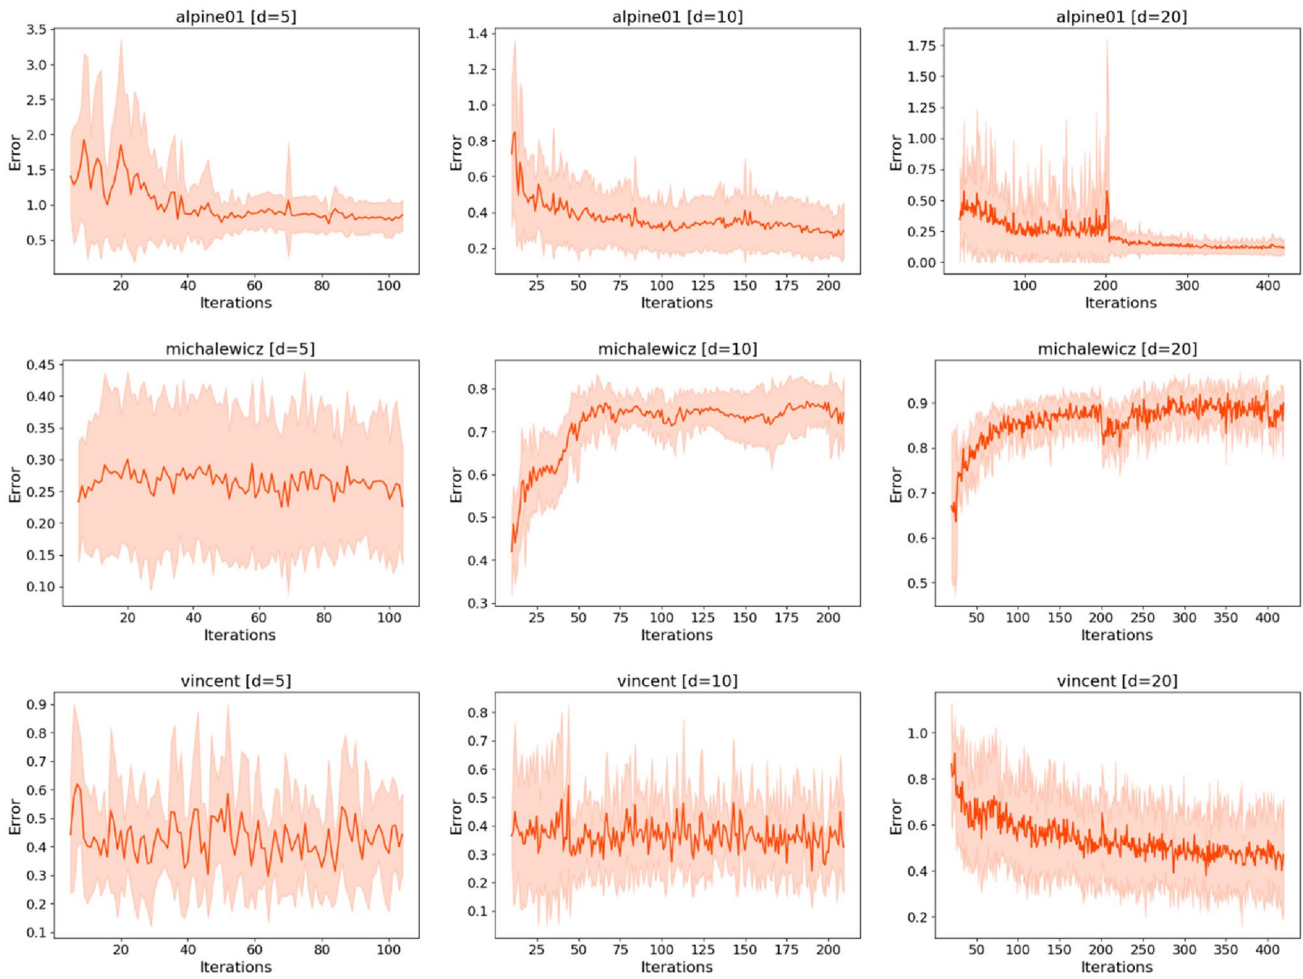 alpine01 [d=5]
3.5
3.0
2.5
2.0
1.5
1.0
0.5
Error
20 40 60 80 100
Iterations
alpine01 [d=10]
1.4
1.2
1.0
0.8
0.6
0.4
0.2
Error
25 50 75 100 125 150 175 200
Iterations
alpine01 [d=20]
1.75
1.50
1.25
1.00
0.75
0.50
0.25
0.00
Error
100 200 300 400
Iterations
michalewicz [d=5]
0.45
0.40
0.35
0.30
0.25
0.20
0.15
0.10
Error
20 40 60 80 100
Iterations
michalewicz [d=10]
0.8
0.7
0.6
0.5
0.4
0.3
Error
25 50 75 100 125 150 175 200
Iterations
michalewicz [d=20]
0.9
0.8
0.7
0.6
0.5
Error
50 100 150 200 250 300 350 400
Iterations
vincent [d=5]
0.9
0.8
0.7
0.6
0.5
0.4
0.3
0.2
0.1
Error
20 40 60 80 100
Iterations
vincent [d=10]
0.8
0.7
0.6
0.5
0.4
0.3
0.2
0.1
Error
25 50 75 100 125 150 175 200
Iterations
vincent [d=20]
1.0
0.8
0.6
0.4
0.2
Error
50 100 150 200 250 300 350 400
Iterations